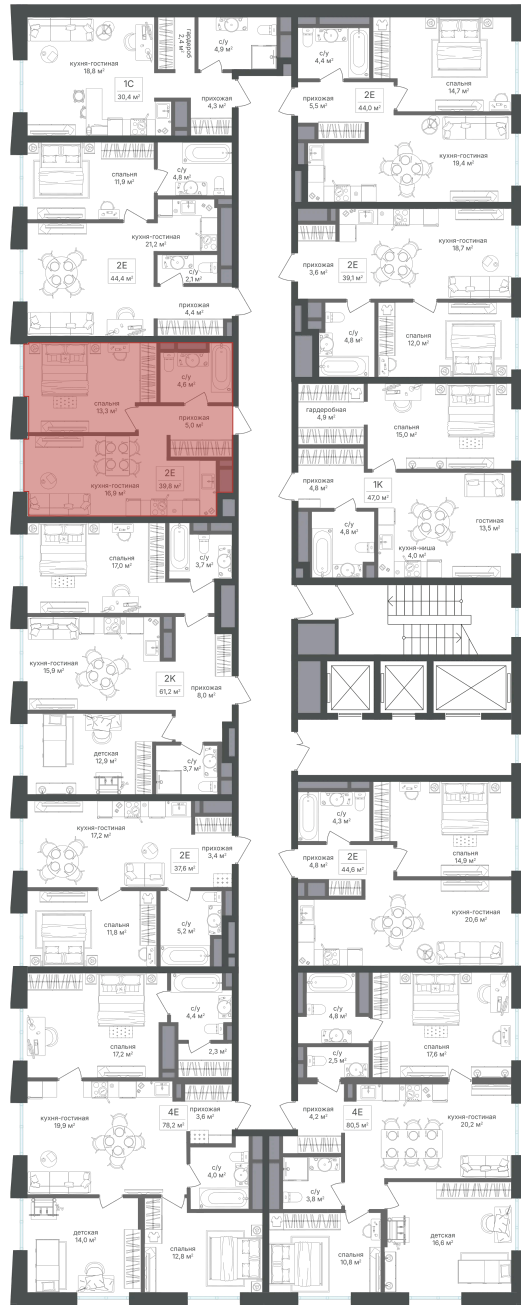 кухня-гостиная
18,8 м²
гардероб
2,4 м²
с/у
4,9 м²
1С
30,4 м²
прихожая
4,3 м²
с/у
4,4 м²
спальня
14,7 м²
прихожая
5,5 м²
2Е
44,0 м²
кухня-гостиная
19,4 м²
спальня
11,9 м²
с/у
4,8 м²
кухня-гостиная
21,2 м²
2Е
44,4 м²
с/у
2,1 м²
прихожая
4,4 м²
кухня-гостиная
18,7 м²
прихожая
3,6 м²
2Е
39,1 м²
с/у
4,8 м²
спальня
12,0 м²
спальня
13,3 м²
с/у
4,6 м²
прихожая
5,0 м²
кухня-гостиная
16,9 м²
2Е
39,8 м²
гардеробная
4,9 м²
спальня
15,0 м²
прихожая
4,8 м²
1К
47,0 м²
гостиная
13,5 м²
с/у
4,8 м²
кухня-ниша
4,0 м²
спальня
17,0 м²
с/у
3,7 м²
кухня-гостиная
15,9 м²
2К
61,2 м²
прихожая
8,0 м²
детская
12,9 м²
с/у
3,7 м²
кухня-гостиная
17,2 м²
прихожая
3,4 м²
2Е
37,6 м²
спальня
11,8 м²
с/у
5,2 м²
с/у
4,3 м²
спальня
14,9 м²
прихожая
4,8 м²
2Е
44,6 м²
кухня-гостиная
20,6 м²
спальня
17,2 м²
с/у
4,4 м²
2,3 м²
с/у
4,8 м²
с/у
2,5 м²
спальня
17,6 м²
кухня-гостиная
19,9 м²
4Е
78,2 м²
прихожая
3,6 м²
с/у
4,0 м²
детская
14,0 м²
спальня
12,8 м²
прихожая
4,2 м²
4Е
80,5 м²
кухня-гостиная
20,2 м²
с/у
3,8 м²
спальня
10,8 м²
детская
16,6 м²